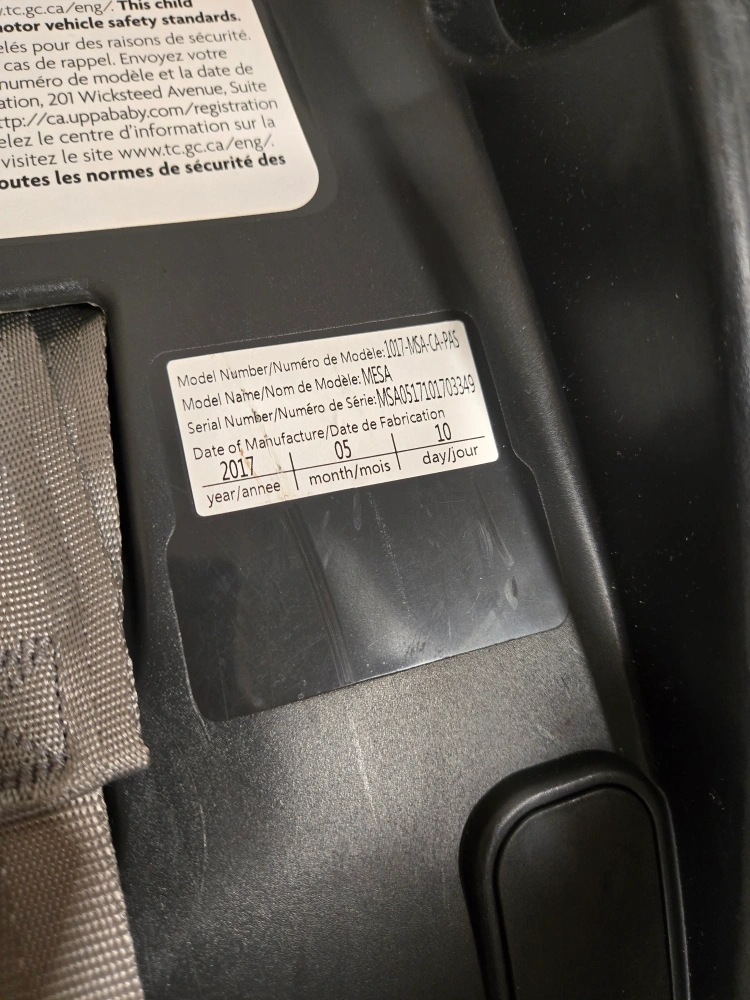 .tc.gc.ca/eng/. This child
motor vehicle safety standards.
elés pour des raisons de sécurité.
cas de rappel. Envoyez votre
numéro de modèle et la date de
ation, 201 Wicksteed Avenue, Suite
ttp://ca.uppababy.com/registration
elez le centre d'information sur la
visitez le site www.tc.gc.ca/eng/.
outes les normes de sécurité des
Model Number/Numéro de Modèle:1017-MSA-CA-PAS
Model Name/Nom de Modèle: MESA
Serial Number/Numéro de Série:MSA0517101703349
Date of Manufacture/Date de Fabrication
2017 05 10
year/annee month/mois day/jour